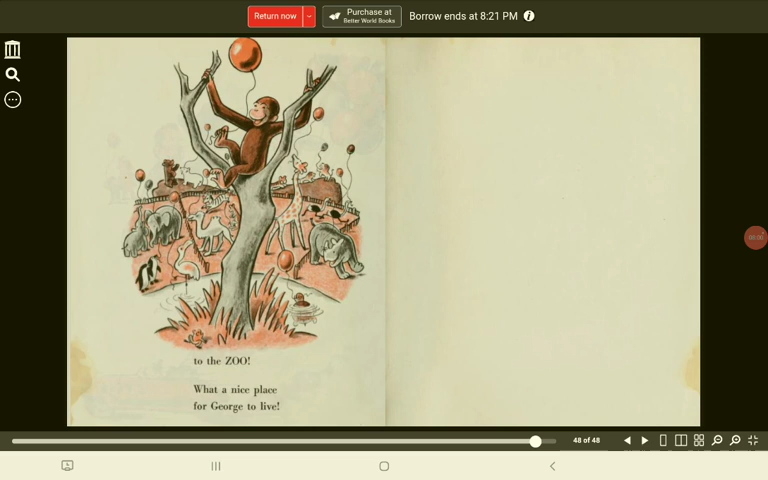 Return now
Purchase at
Better World Books
Borrow ends at 8:21 PM
to the ZOO!
What a nice place
for George to live!
48 of 48